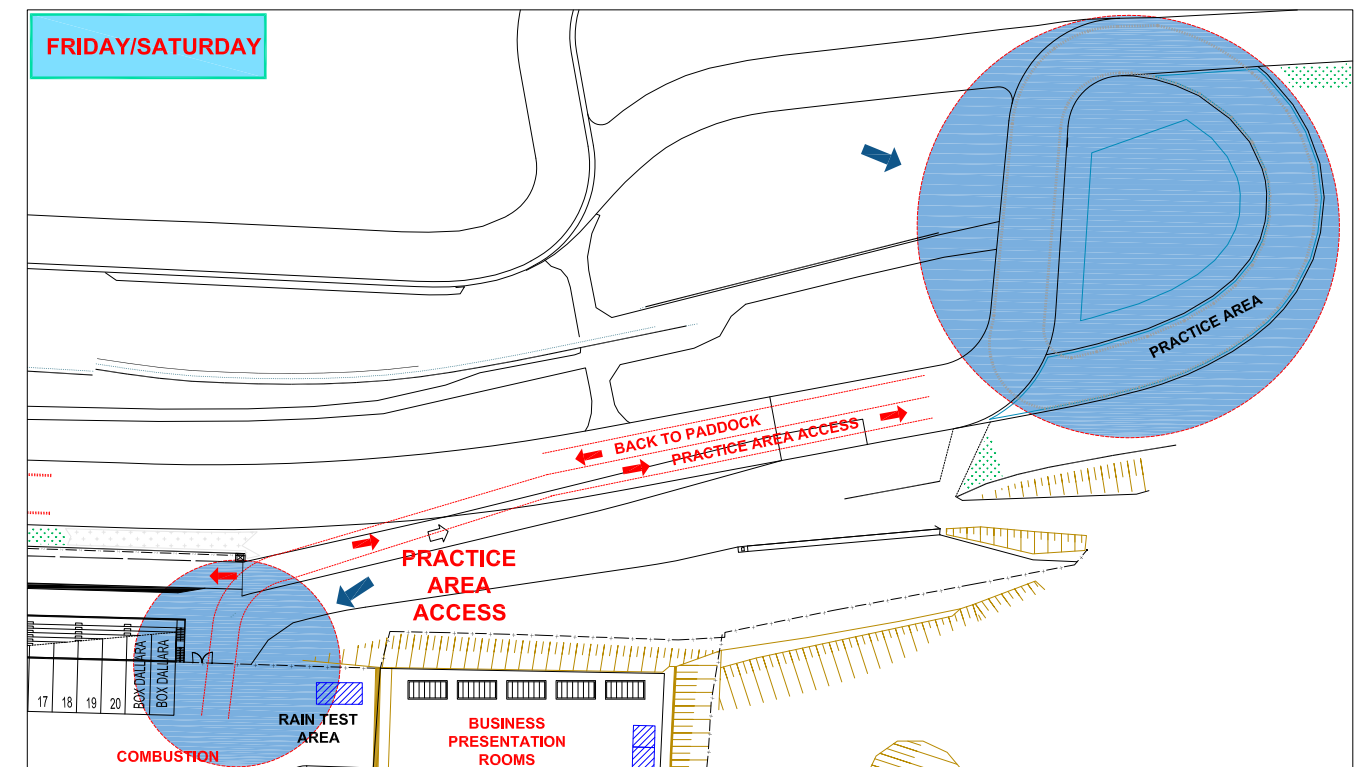 FRIDAY/SATURDAY
PRACTICE AREA
BACK TO PADDOCK
PRACTICE AREA ACCESS
PRACTICE
AREA
ACCESS
17
18
19
20
BOX DALLARA
BOX DALLARA
RAIN TEST
AREA
BUSINESS
PRESENTATION
ROOMS
COMBUSTION